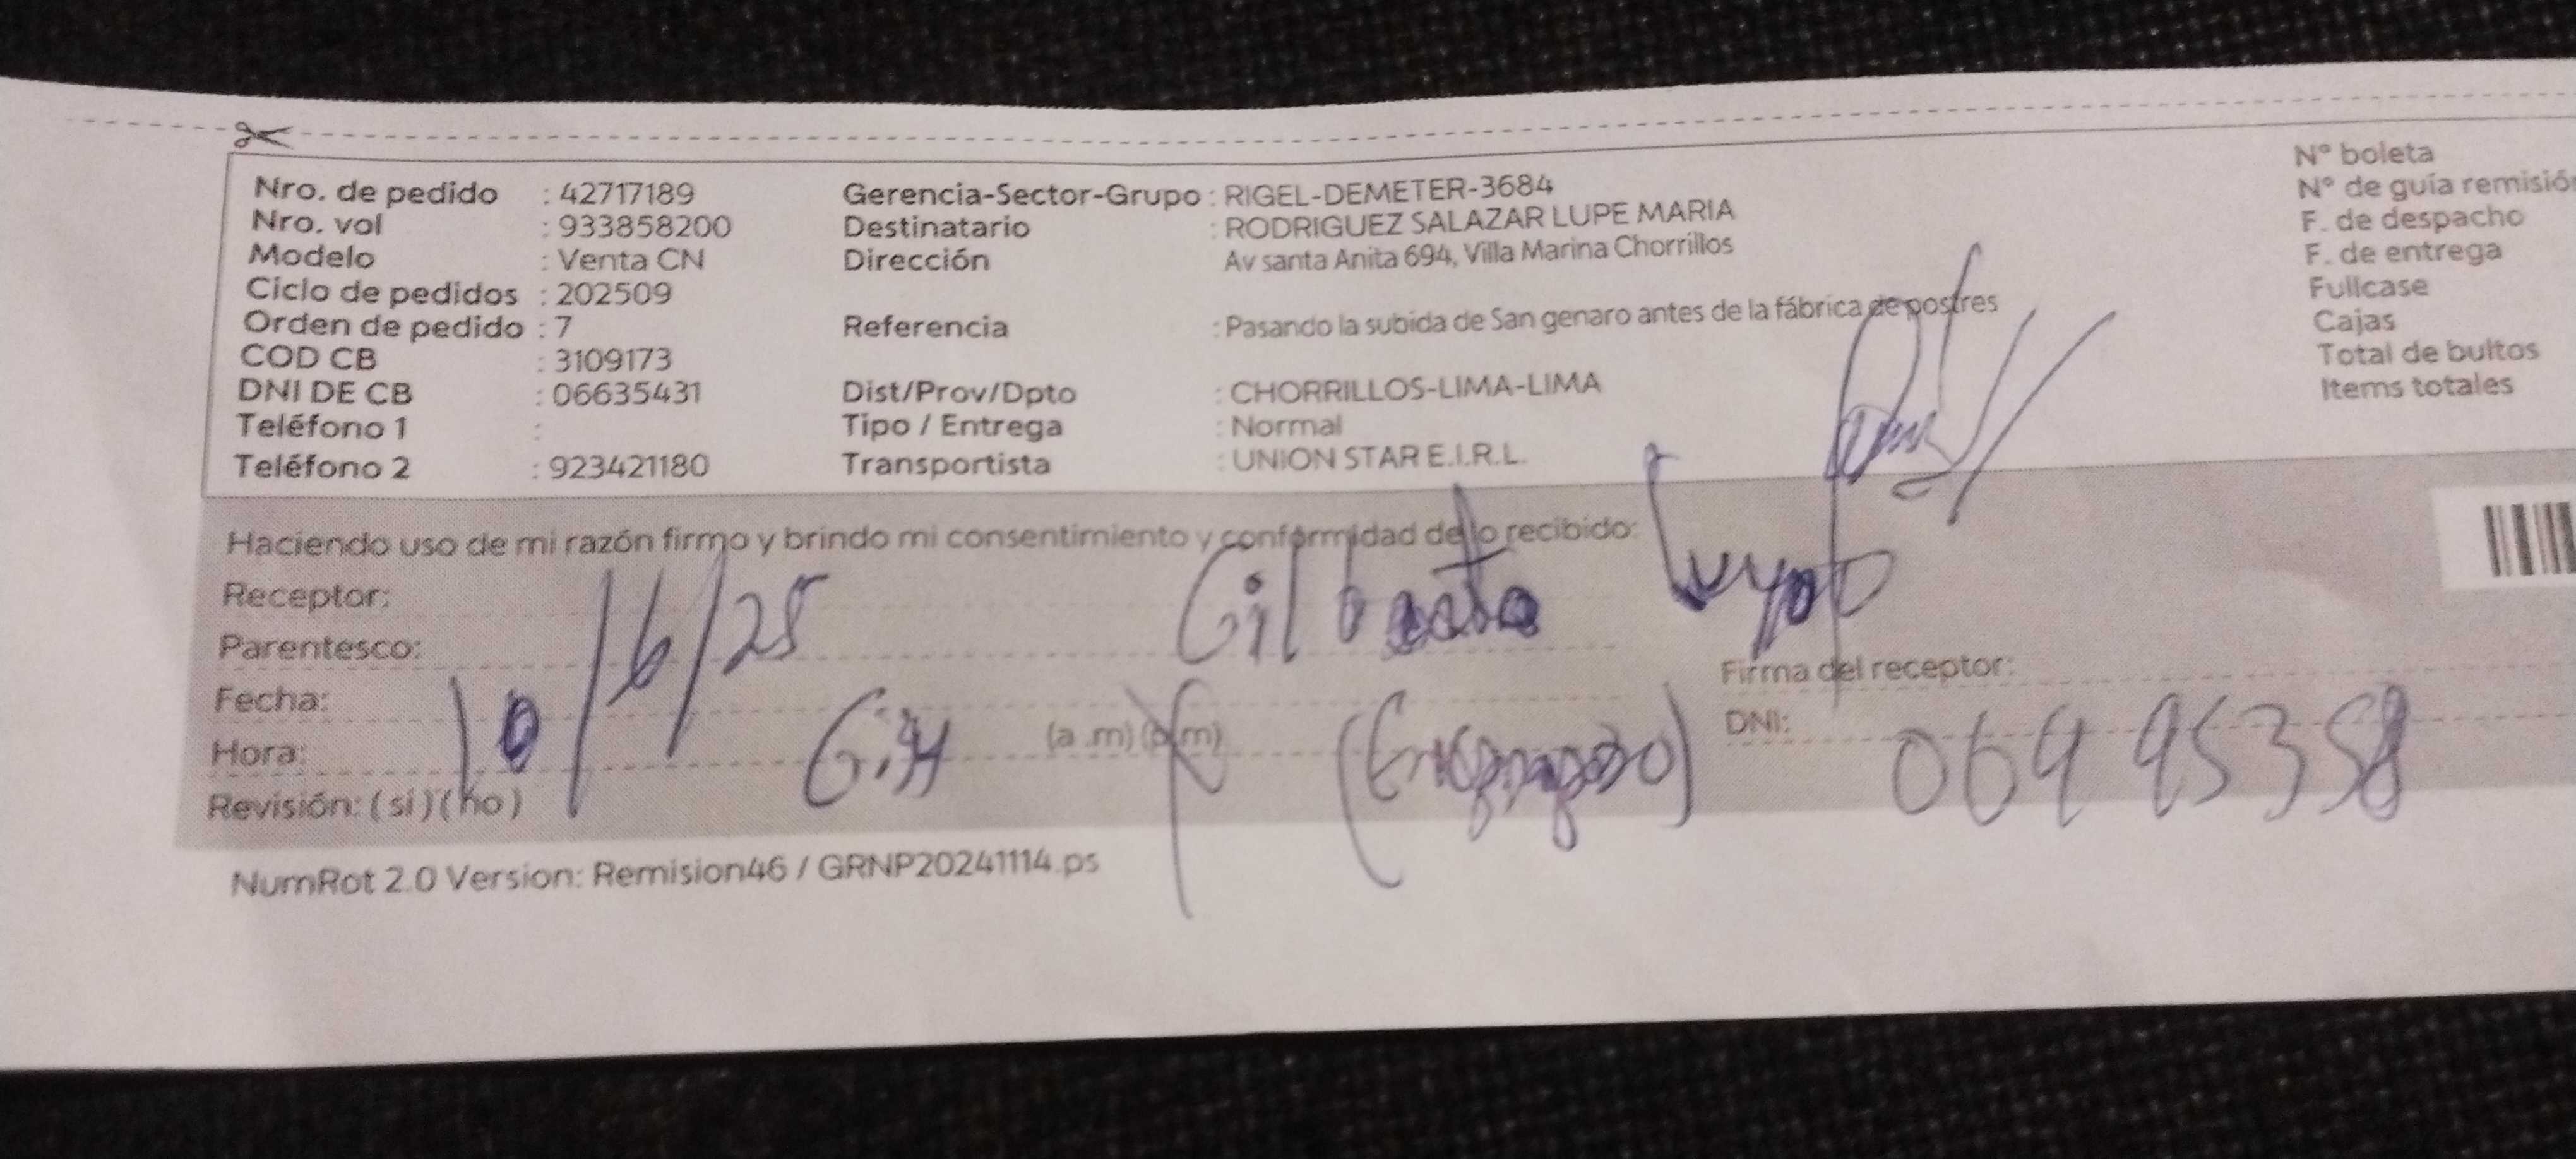 Nro. de pedido : 42717189
Nro. vol : 933858200
Modelo : Venta CN
Ciclo de pedidos : 202509
Orden de pedido : 7
COD CB : 3109173
DNI DE CB : 06635431
Teléfono 1 :
Teléfono 2 : 923421180
Gerencia-Sector-Grupo : RIGEL-DEMETER-3684
Destinatario : RODRIGUEZ SALAZAR LUPE MARIA
Dirección Av santa Anita 694, Villa Marina Chorrillos
Referencia : Pasando la subida de San genaro antes de la fábrica de postres
Dist/Prov/Dpto : CHORRILLOS-LIMA-LIMA
Tipo / Entrega : Normal
Transportista : UNION STAR E.I.R.L.
Nº boleta
Nº de guía remisión
F. de despacho
F. de entrega
Fullcase
Cajas
Total de bultos
Items totales
Haciendo uso de mi razón firmo y brindo mi consentimiento y conformidad de lo recibido:
Receptor: Gilberto
Parentesco:
Fecha: 10/6/25
Hora: (a .m) (p.m)
Revisión: ( si ) ( no )
Firma del receptor:
DNI: 06495358
NumRot 2.0 Version: Remision46 / GRNP20241114.ps